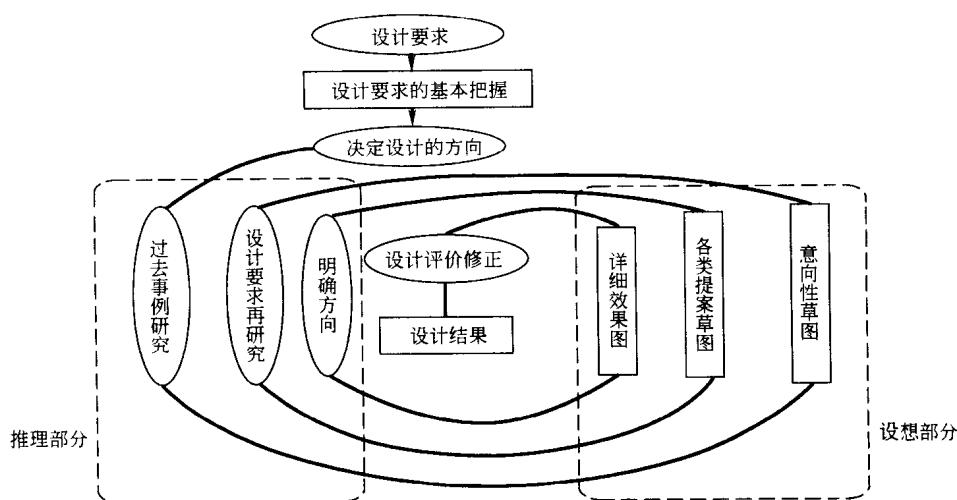 设计要求
设计要求的基本把握
决定设计的方向
过去事例研究
设计要求再研究
明确方向
设计评价修正
设计结果
详细效果图
各类提案草图
意向性草图
推理部分
设想部分